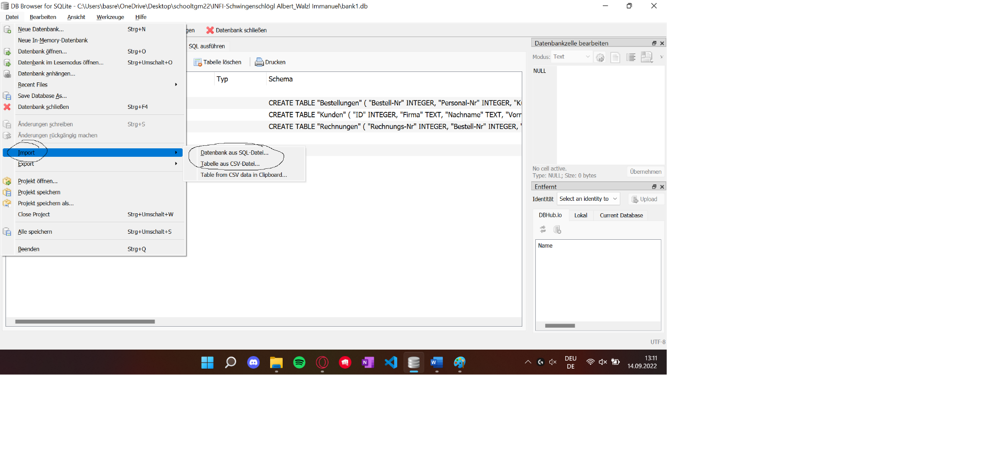 DB Browser for SQLite - C:\Users\basre\OneDrive\Desktop\schooltgm22\INFI-Schwingenschlögl Albert_Walzl Immanuel\bank1.db
Datei Bearbeiten Ansicht Werkzeuge Hilfe
Neue Datenbank... Strg+N
Neue In-Memory-Datenbank
Datenbank öffnen... Strg+O
Datenbank im Lesemodus öffnen... Strg+Umschalt+O
Datenbank anhängen...
Recent Files
Save Database As...
Datenbank schließen Strg+F4
Änderungen schreiben Strg+S
Änderungen rückgängig machen
Import
Export
Projekt öffnen...
Projekt speichern
Projekt speichern als...
Close Project Strg+Umschalt+W
Alle speichern Strg+Umschalt+S
Beenden Strg+Q
Datenbank aus SQL-Datei...
Tabelle aus CSV-Datei...
Table from CSV data in Clipboard...
gen Datenbank schließen
SQL ausführen
Tabelle löschen Drucken
Typ Schema
CREATE TABLE "Bestellungen" ( "Bestell-Nr" INTEGER, "Personal-Nr" INTEGER, "K
CREATE TABLE "Kunden" ( "ID" INTEGER, "Firma" TEXT, "Nachname" TEXT, "Vorr
CREATE TABLE "Rechnungen" ( "Rechnungs-Nr" INTEGER, "Bestell-Nr" INTEGER, "
Datenbankzelle bearbeiten
Modus: Text
NULL
No cell active.
Type: NULL; Size: 0 bytes
Übernehmen
Entfernt
Identität Select an identity to Upload
DBHub.io Lokal Current Database
Name
UTF-8
DEU
DE
13:11
14.09.2022